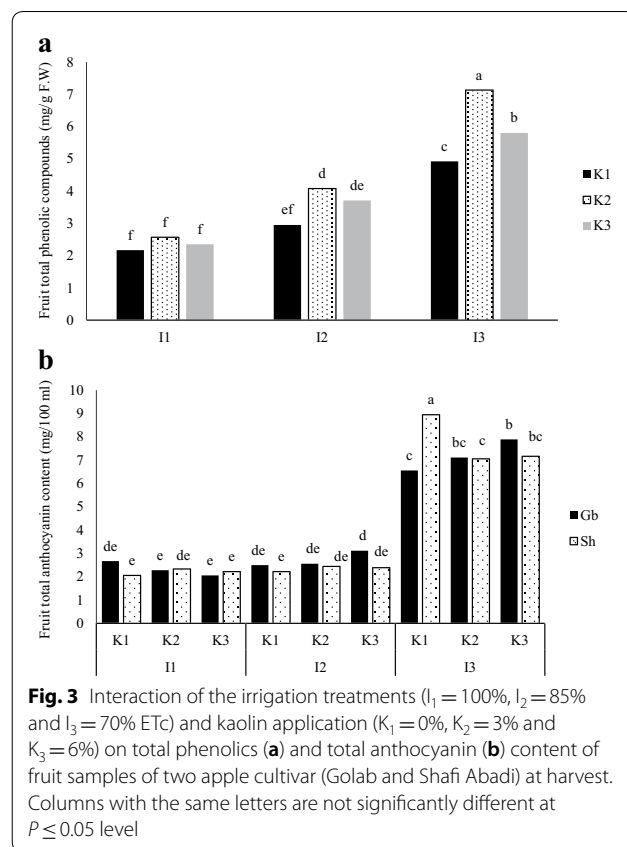 a
Fruit total phenolic compounds (mg/g F.W)
8
7
6
5
4
3
2
1
0
f f f
ef d de
c a b
I1 I2 I3
K1
K2
K3
b
Fruit total anthocyanin content (mg/100 ml)
10
9
8
7
6
5
4
3
2
1
0
de e de de e e de e de de d de c a bc c b bc
K1 K2 K3 K1 K2 K3 K1 K2 K3
I1 I2 I3
Gb
Sh
Fig. 3 Interaction of the irrigation treatments (I₁ = 100%, I₂ = 85%
and I₃ = 70% ETc) and kaolin application (K₁ = 0%, K₂ = 3% and
K₃ = 6%) on total phenolics (a) and total anthocyanin (b) content of
fruit samples of two apple cultivar (Golab and Shafi Abadi) at harvest.
Columns with the same letters are not significantly different at
P ≤ 0.05 level